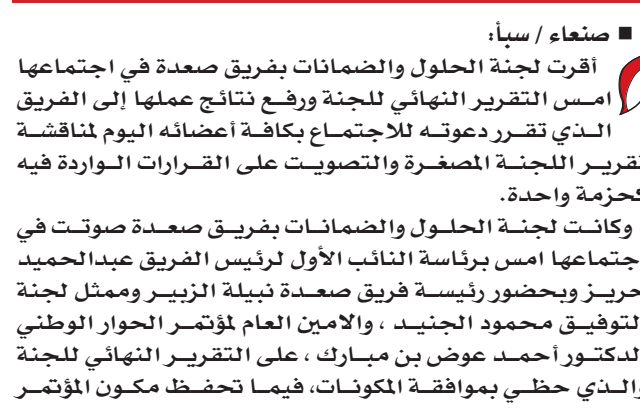 ■ صنعاء / سبأ:
أقرت لجنة الحلول والضمانات بفريق صعدة في اجتماعها
امس التقرير النهائي للجنة ورفع نتائج عملها إلى الفريق
الذي تقرر دعوته للاجتماع بكافة أعضائه اليوم لمناقشة
تقرير اللجنة المصغرة والتصويت على القرارات الواردة فيه
كحزمة واحدة.
وكانت لجنة الحلول والضمانات بفريق صعدة صوتت في
اجتماعها امس برئاسة النائب الأول لرئيس الفريق عبدالحميد
حريز وبحضور رئيسة فريق صعدة نبيلة الزبير وممثل لجنة
التوفيق محمود الجنيد ، والامين العام لمؤتمر الحوار الوطني
الدكتور أحمد عوض بن مبارك ، على التقرير النهائي للجنة
والذي حظي بموافقة المكونات، فيما تحفظ مكون المؤتمر